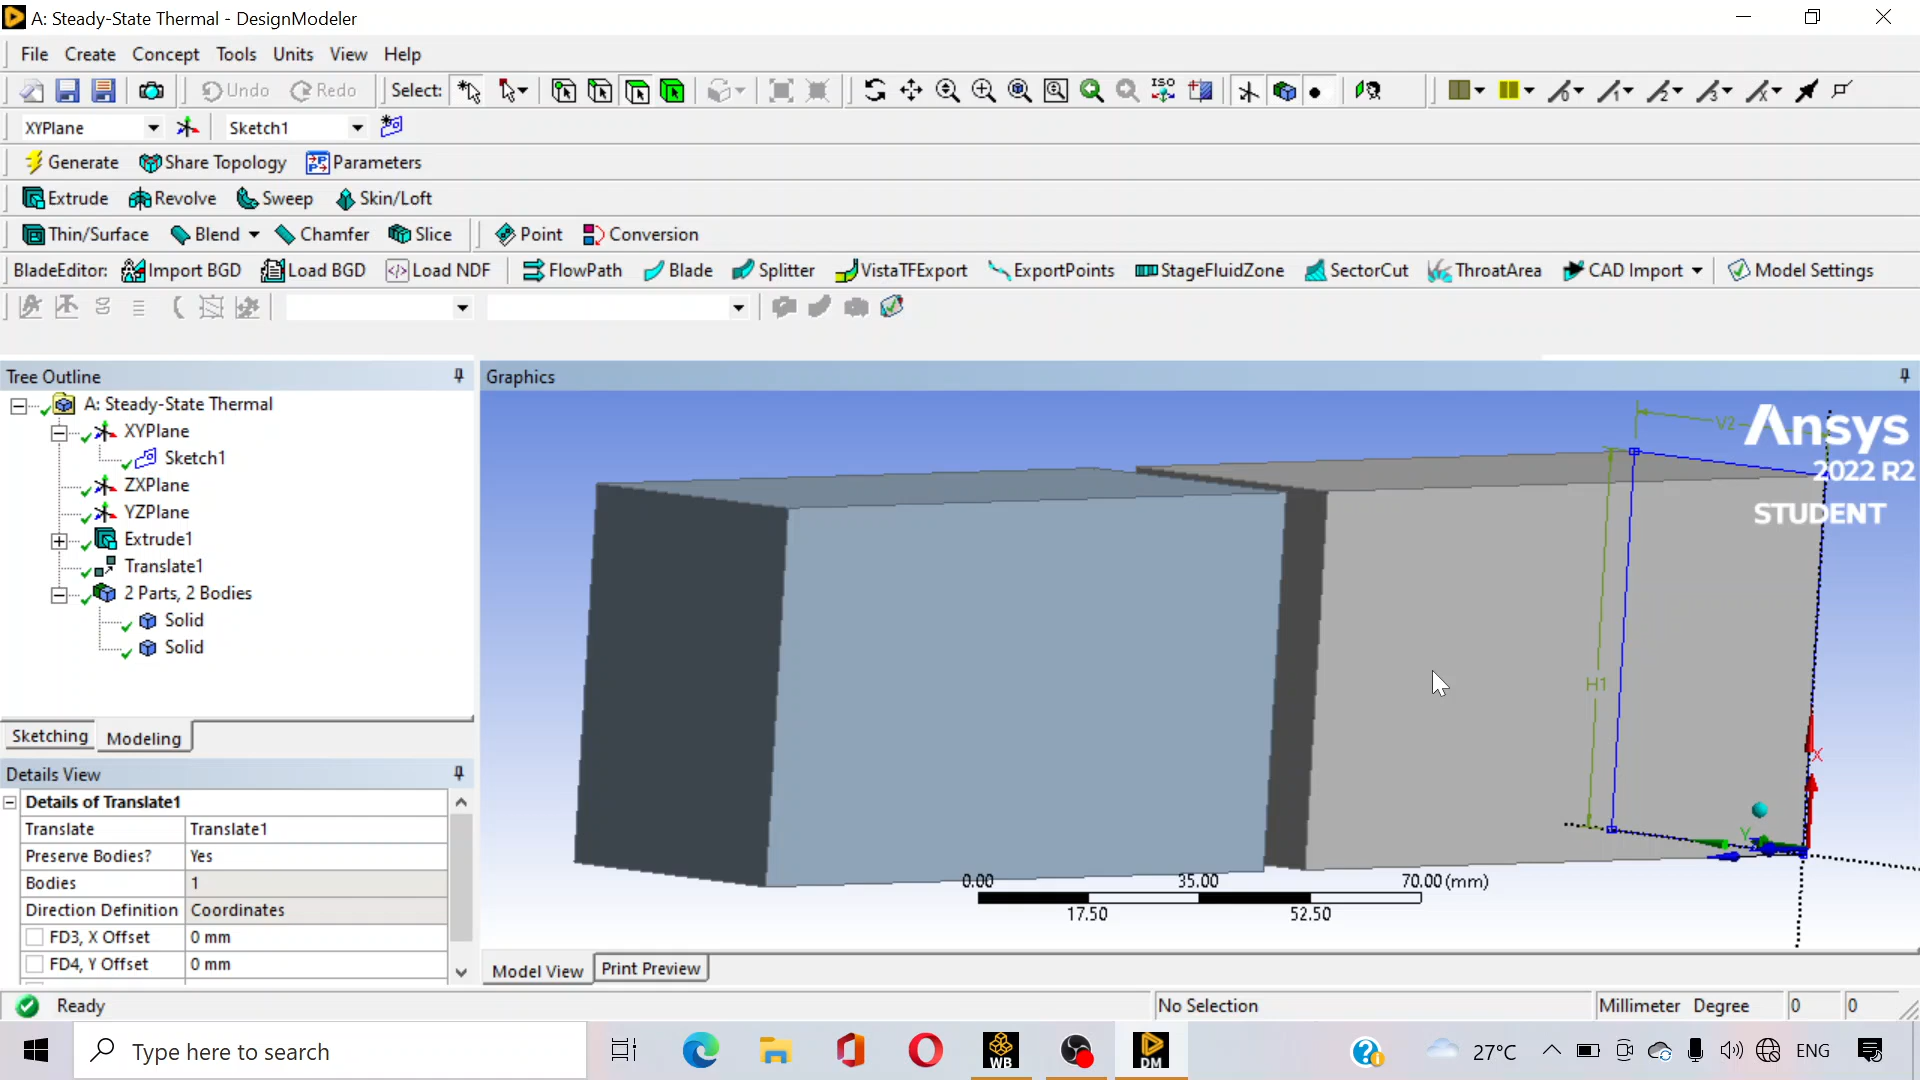 A: Steady-State Thermal - DesignModeler
File Create Concept Tools Units View Help
Undo Redo Select: ISO
XYPlane Sketch1
Generate Share Topology Parameters
Extrude Revolve Sweep Skin/Loft
Thin/Surface Blend Chamfer Slice Point Conversion
BladeEditor: Import BGD Load BGD Load NDF FlowPath Blade Splitter VistaTFExport ExportPoints StageFluidZone SectorCut ThroatArea CAD Import Model Settings
Tree Outline
A: Steady-State Thermal
XYPlane
Sketch1
ZXPlane
YZPlane
Extrude1
Translate1
2 Parts, 2 Bodies
Solid
Solid
Sketching Modeling
Details View
Details of Translate1
Translate Translate1
Preserve Bodies? Yes
Bodies 1
Direction Definition Coordinates
FD3, X Offset 0 mm
FD4, Y Offset 0 mm
Graphics
V2
Ansys
2022 R2
STUDENT
H1
X
Y
0.00 35.00 70.00 (mm)
17.50 52.50
Model View Print Preview
Ready No Selection Millimeter Degree 0 0
Type here to search WB DM 27°C ENG